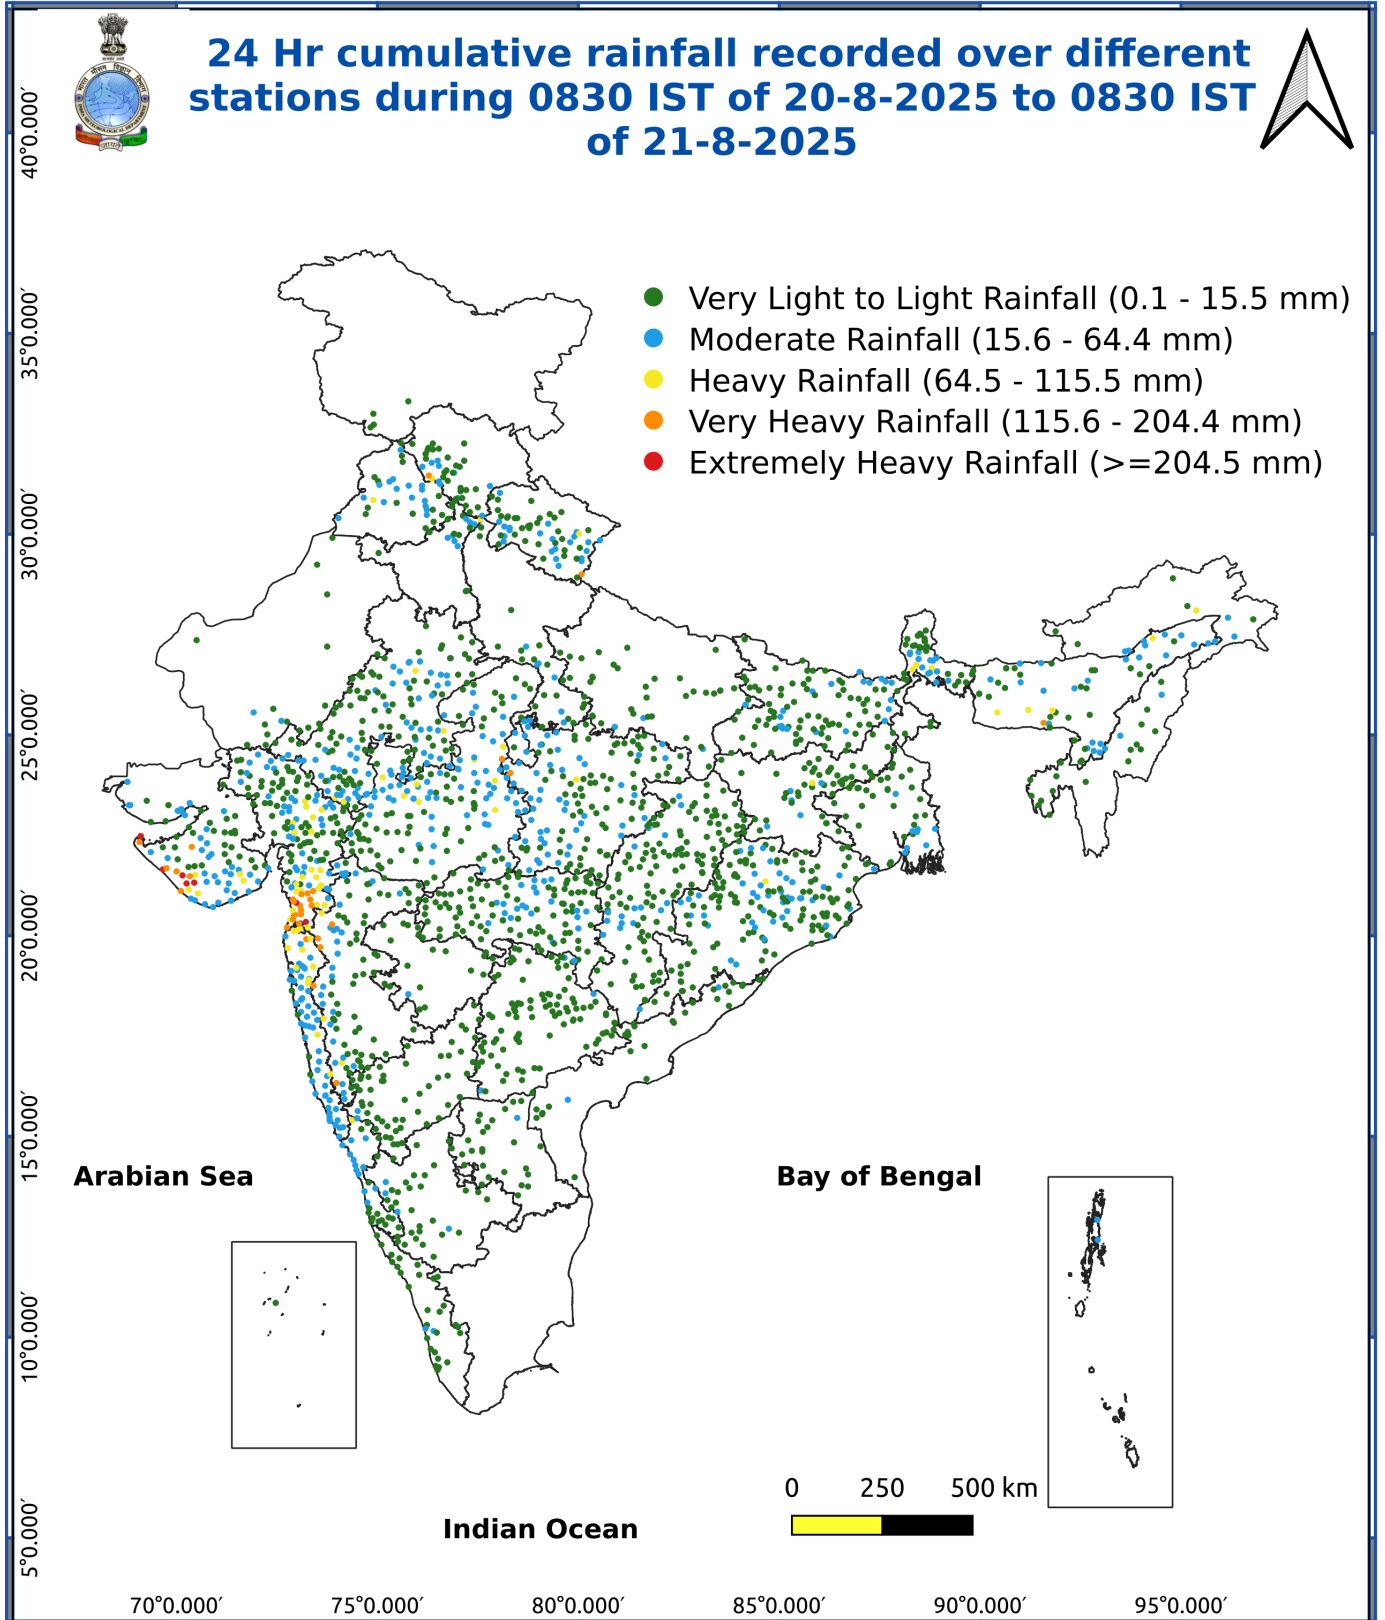 24 Hr cumulative rainfall recorded over different
stations during 0830 IST of 20-8-2025 to 0830 IST
of 21-8-2025
Very Light to Light Rainfall (0.1 - 15.5 mm)
Moderate Rainfall (15.6 - 64.4 mm)
Heavy Rainfall (64.5 - 115.5 mm)
Very Heavy Rainfall (115.6 - 204.4 mm)
Extremely Heavy Rainfall (>=204.5 mm)
40°0.000′
35°0.000′
30°0.000′
25°0.000′
20°0.000′
15°0.000′
10°0.000′
5°0.000′
Arabian Sea
Bay of Bengal
Indian Ocean
0 250 500 km
70°0.000′ 75°0.000′ 80°0.000′ 85°0.000′ 90°0.000′ 95°0.000′